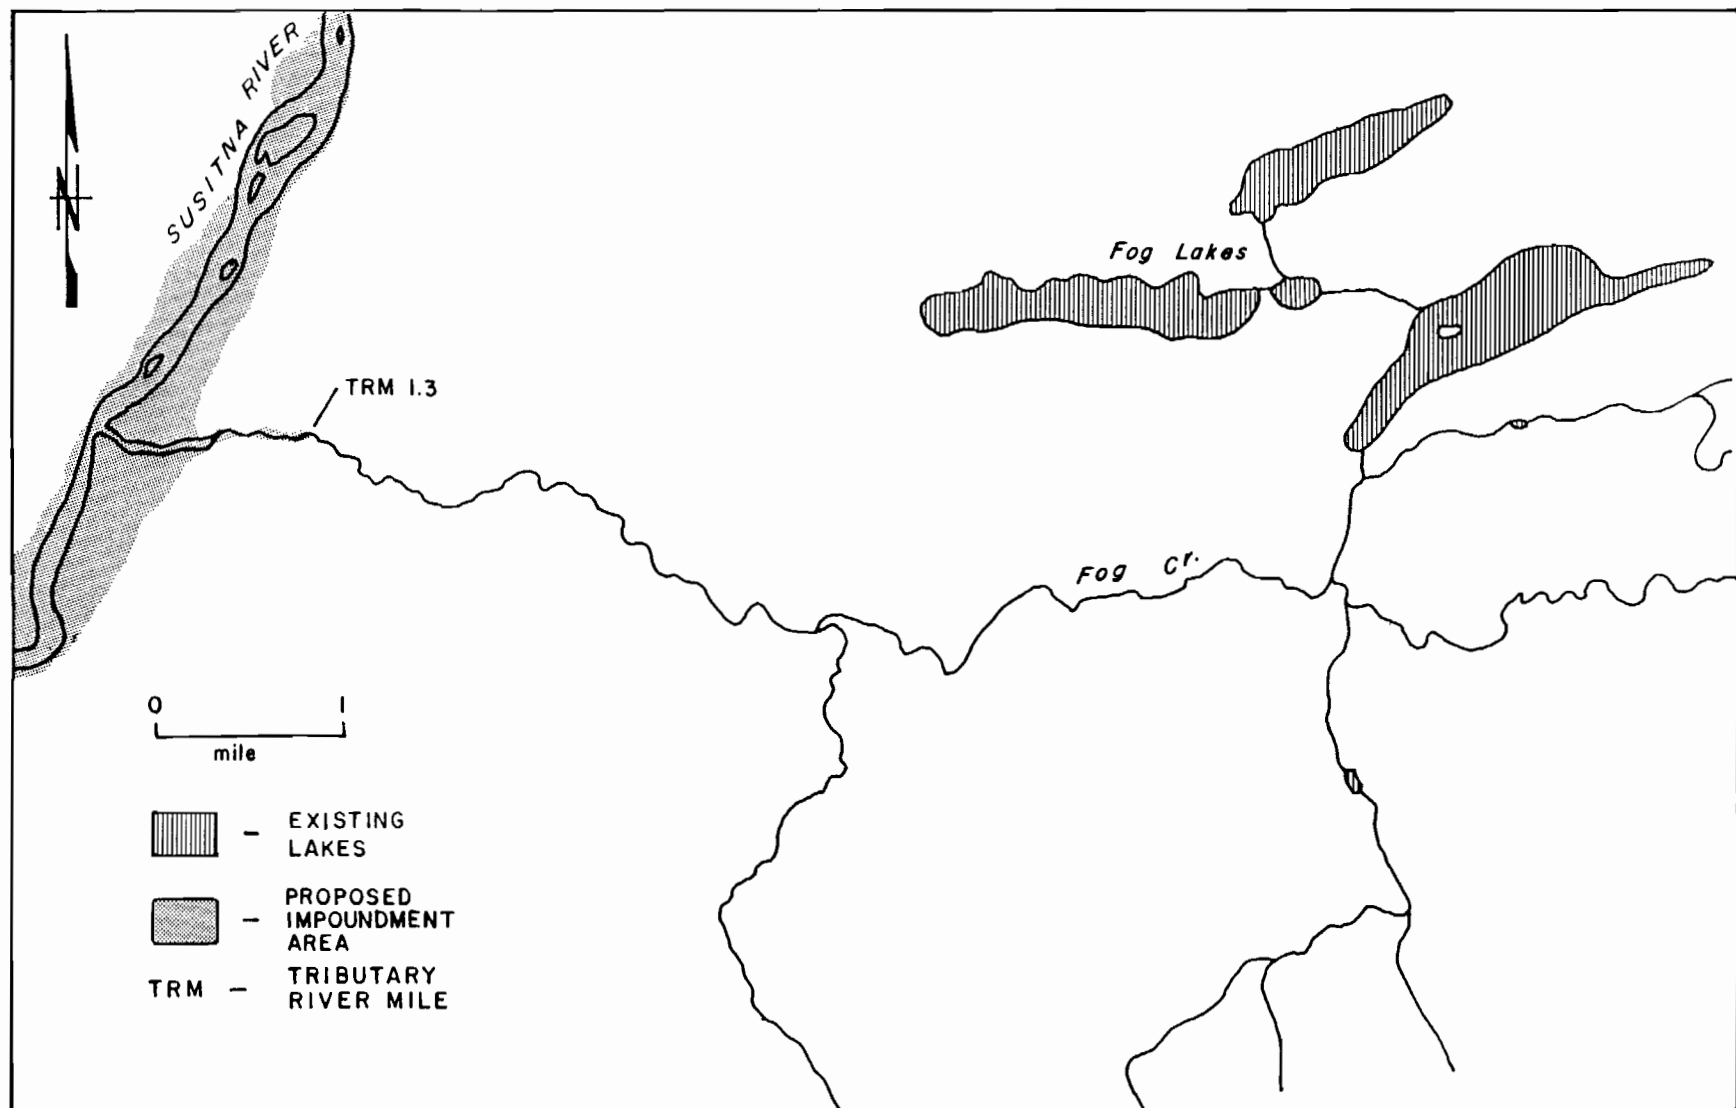 N
SUSITNA RIVER
Fog Lakes
TRM 1.3
Fog Cr.
0 1
mile
– EXISTING
LAKES
– PROPOSED
IMPOUNDMENT
AREA
TRM – TRIBUTARY
RIVER MILE